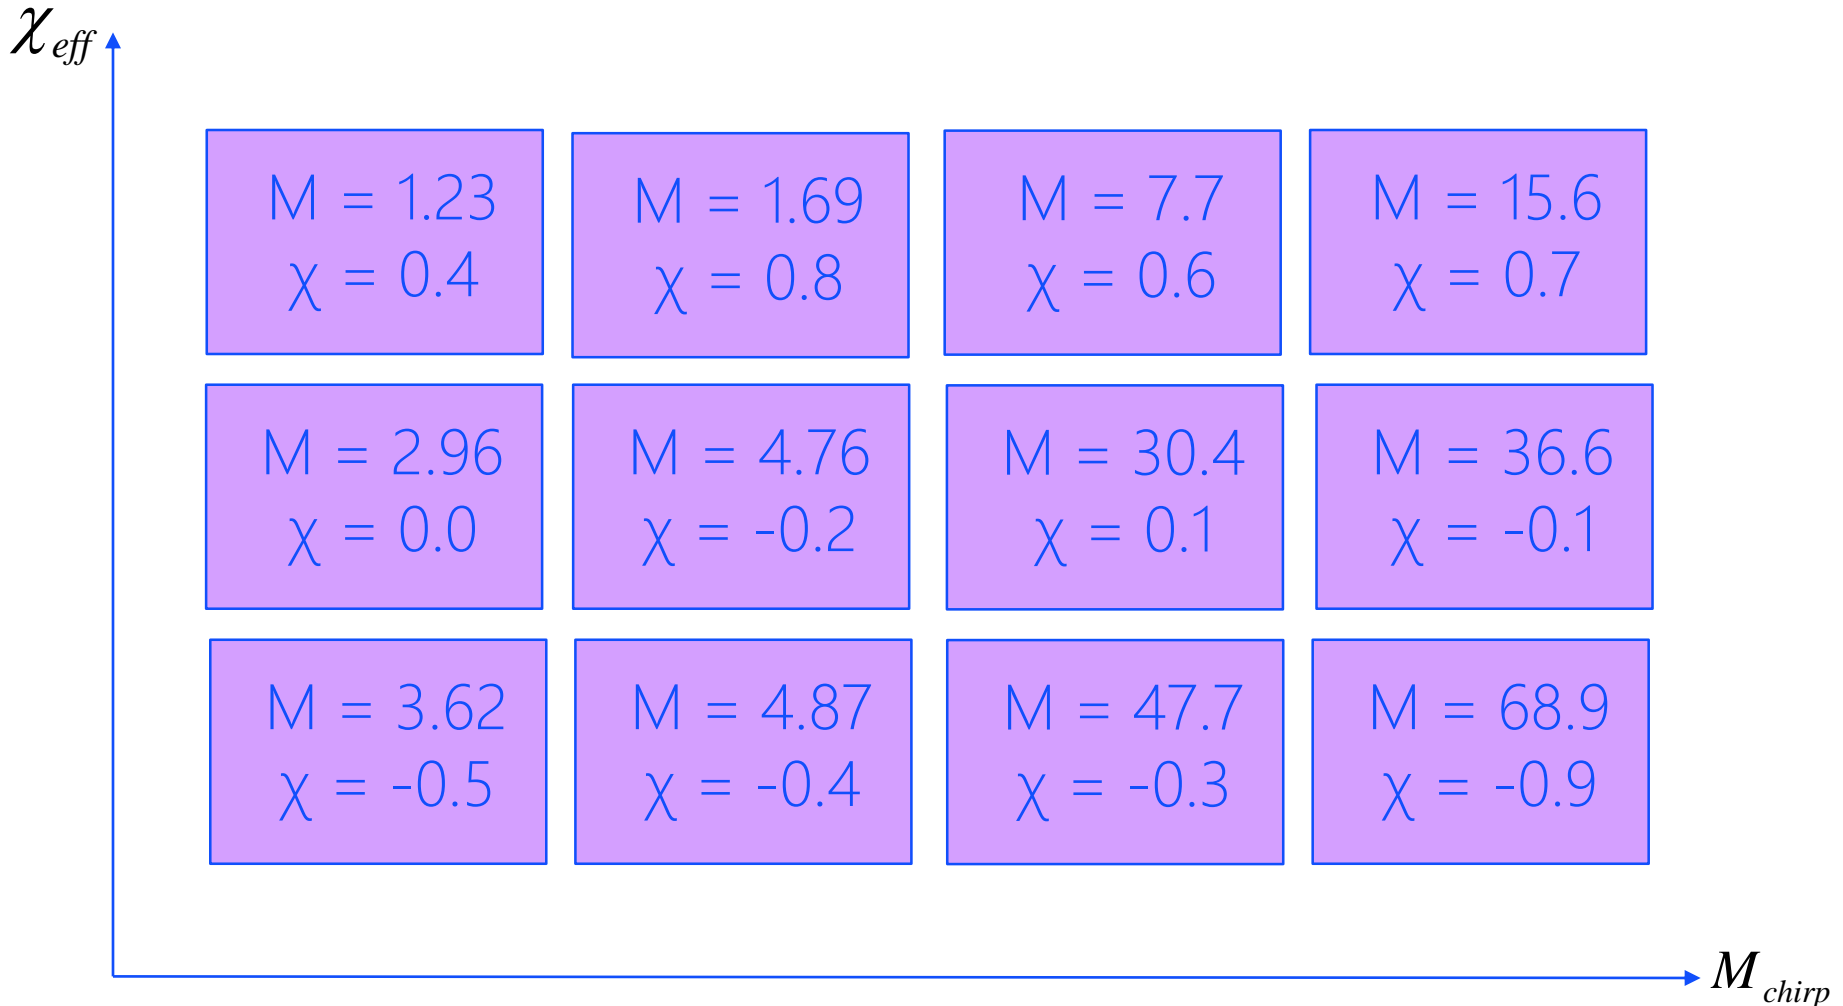 χeff
M = 1.23
χ = 0.4
M = 1.69
χ = 0.8
M = 7.7
χ = 0.6
M = 15.6
χ = 0.7
M = 2.96
χ = 0.0
M = 4.76
χ = -0.2
M = 30.4
χ = 0.1
M = 36.6
χ = -0.1
M = 3.62
χ = -0.5
M = 4.87
χ = -0.4
M = 47.7
χ = -0.3
M = 68.9
χ = -0.9
M chirp